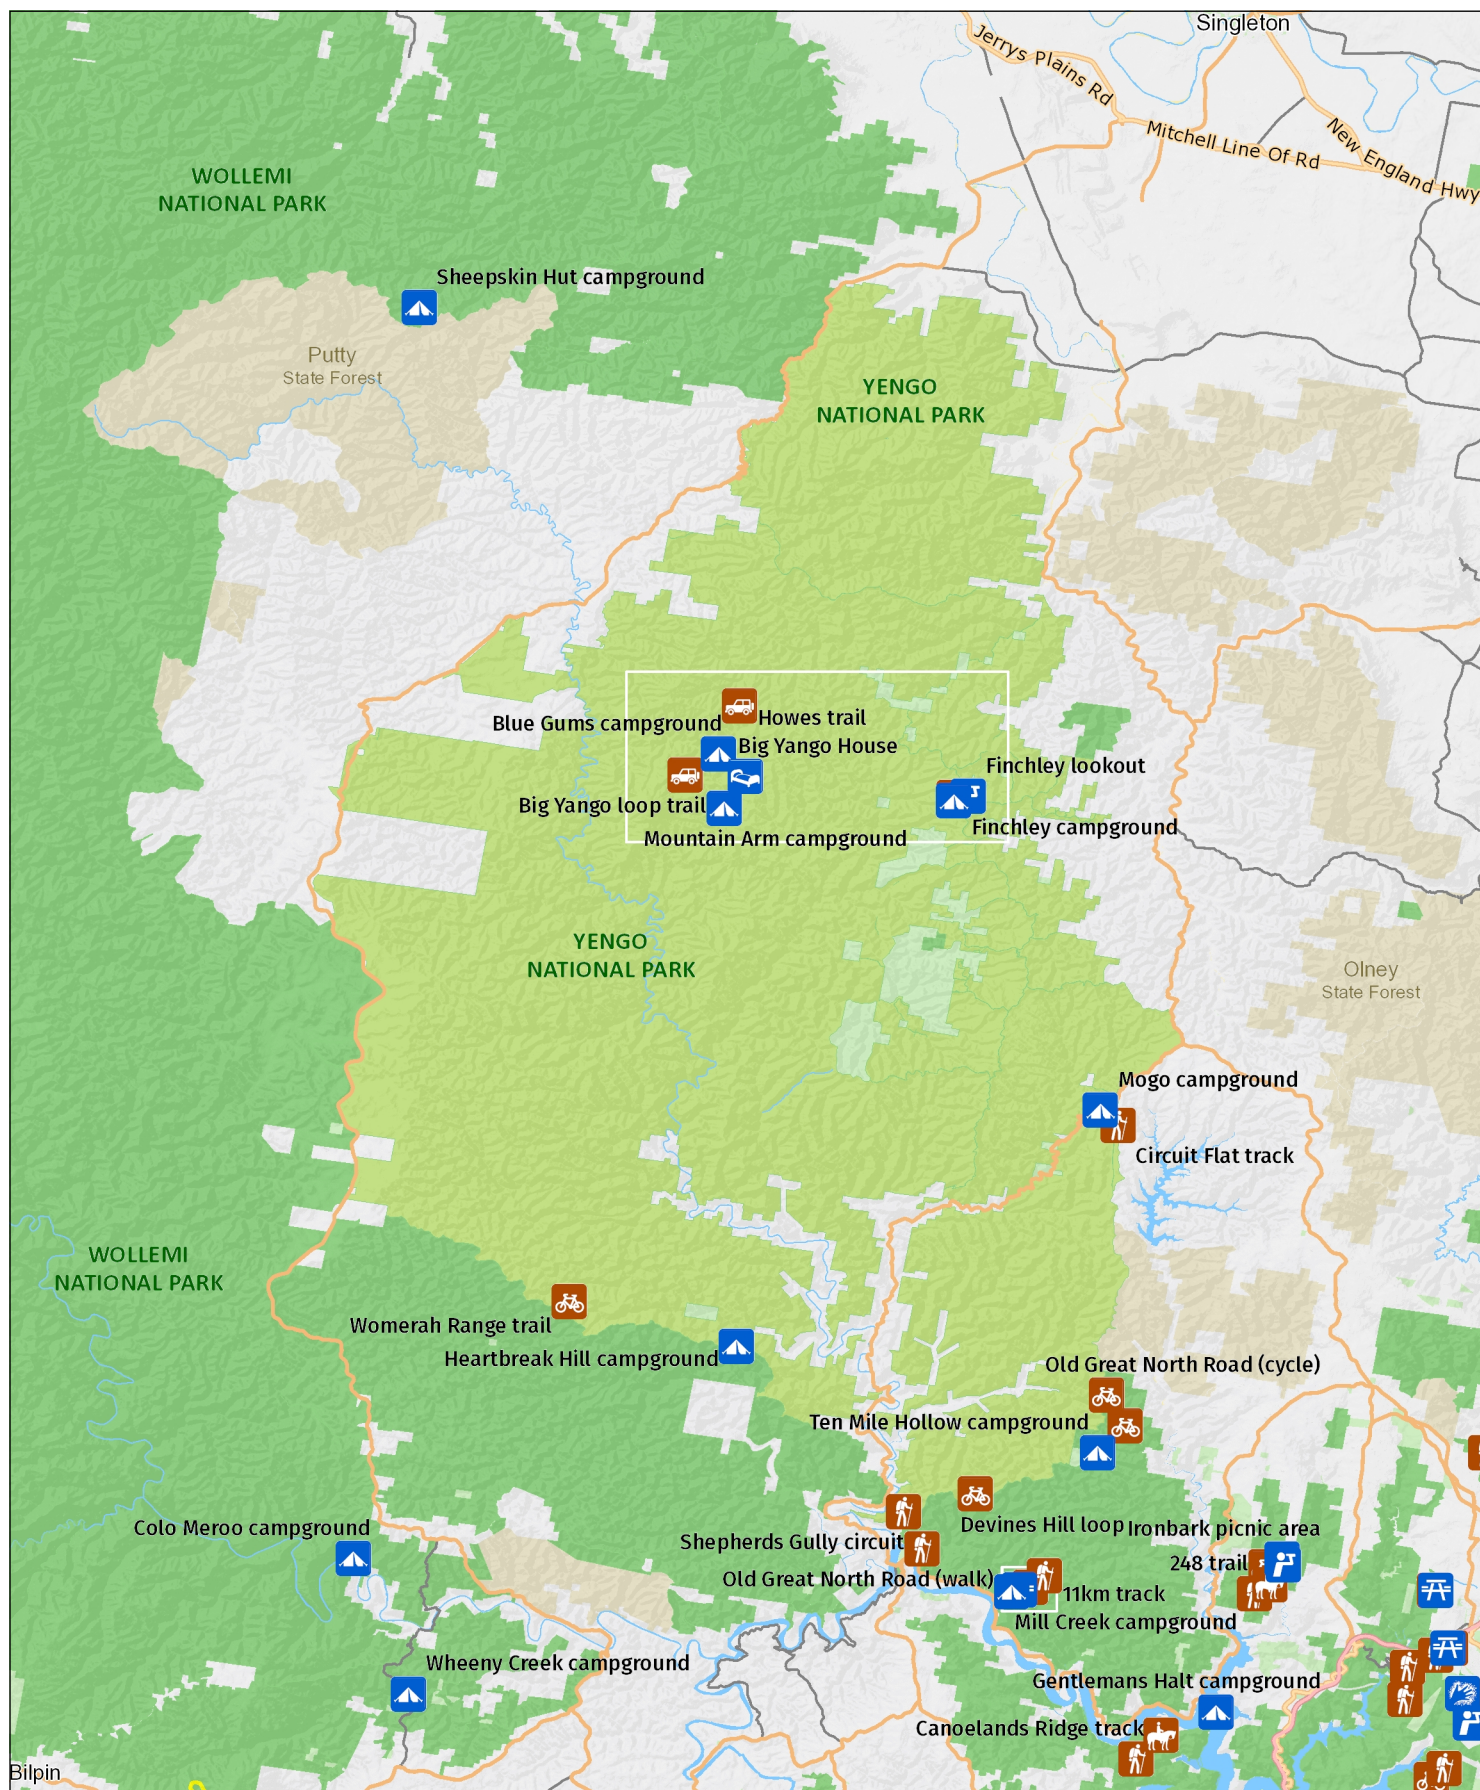 Singleton
Jerrys Plains Rd
Mitchell Line Of Rd
New England Hwy
WOLLEMI
NATIONAL PARK
Sheepskin Hut campground
Putty
State Forest
YENGO
NATIONAL PARK
Blue Gums campground
Howes trail
Big Yango House
Finchley lookout
Big Yango loop trail
Finchley campground
Mountain Arm campground
YENGO
NATIONAL PARK
Olney
State Forest
Mogo campground
Circuit Flat track
WOLLEMI
NATIONAL PARK
Womerah Range trail
Heartbreak Hill campground
Old Great North Road (cycle)
Ten Mile Hollow campground
Colo Meroo campground
Devines Hill loop
Ironbark picnic area
Shepherds Gully circuit
248 trail
Old Great North Road (walk)
11km track
Mill Creek campground
Wheeny Creek campground
Gentlemans Halt campground
Canoelands Ridge track
Bilpin